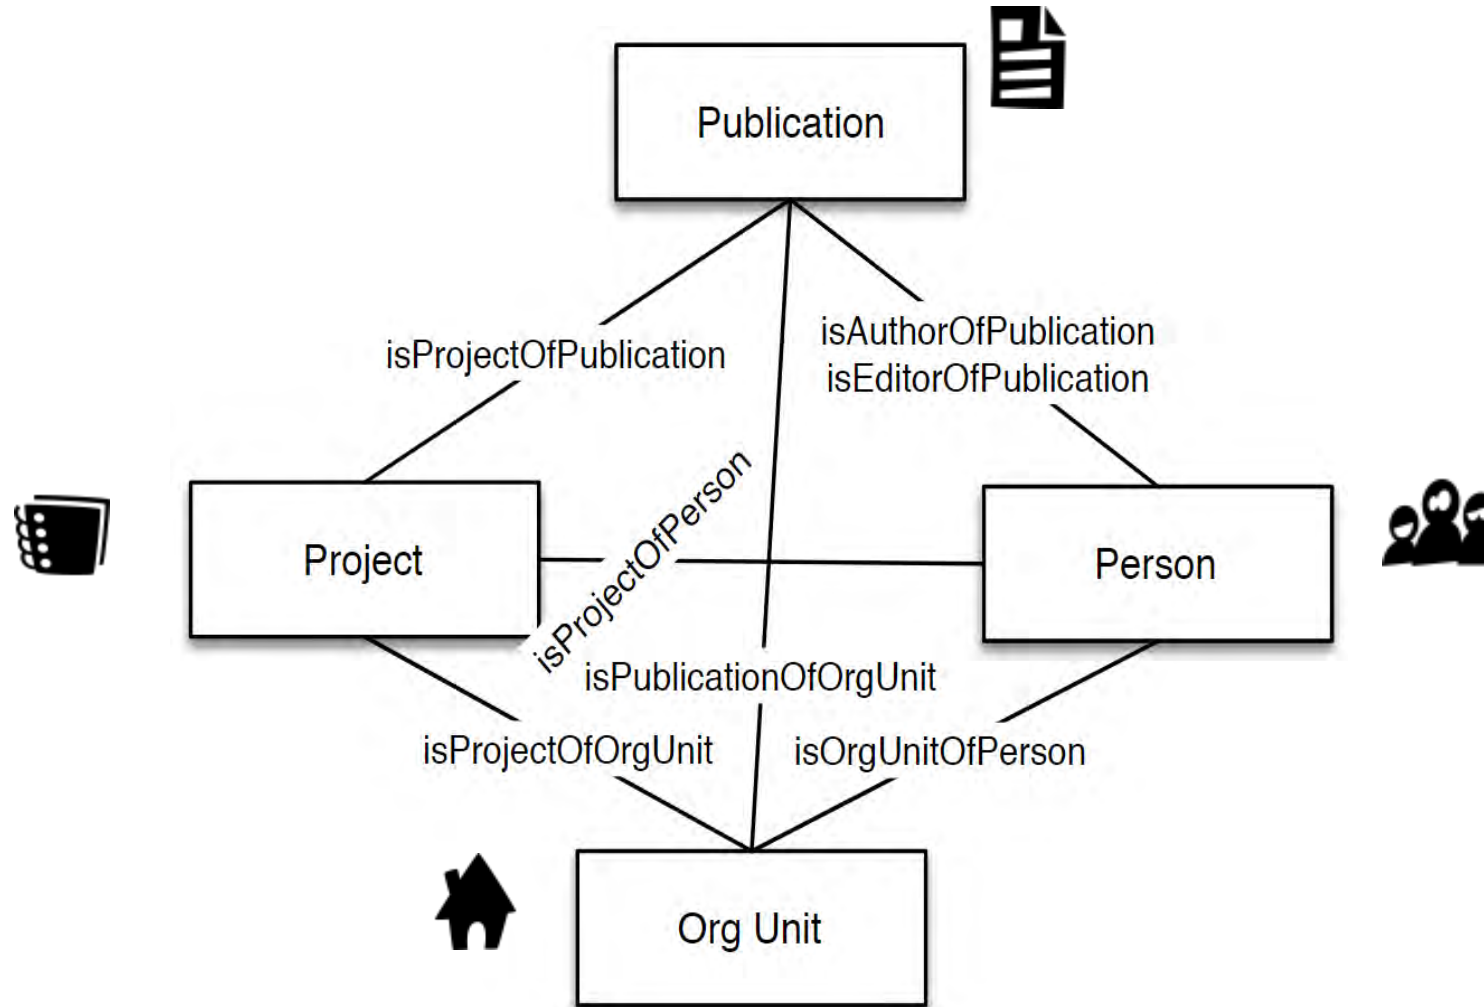 Publication
isProjectOfPublication
isAuthorOfPublication
isEditorOfPublication
isProjectOfPerson
Project
Person
isPublicationOfOrgUnit
isProjectOfOrgUnit
isOrgUnitOfPerson
Org Unit